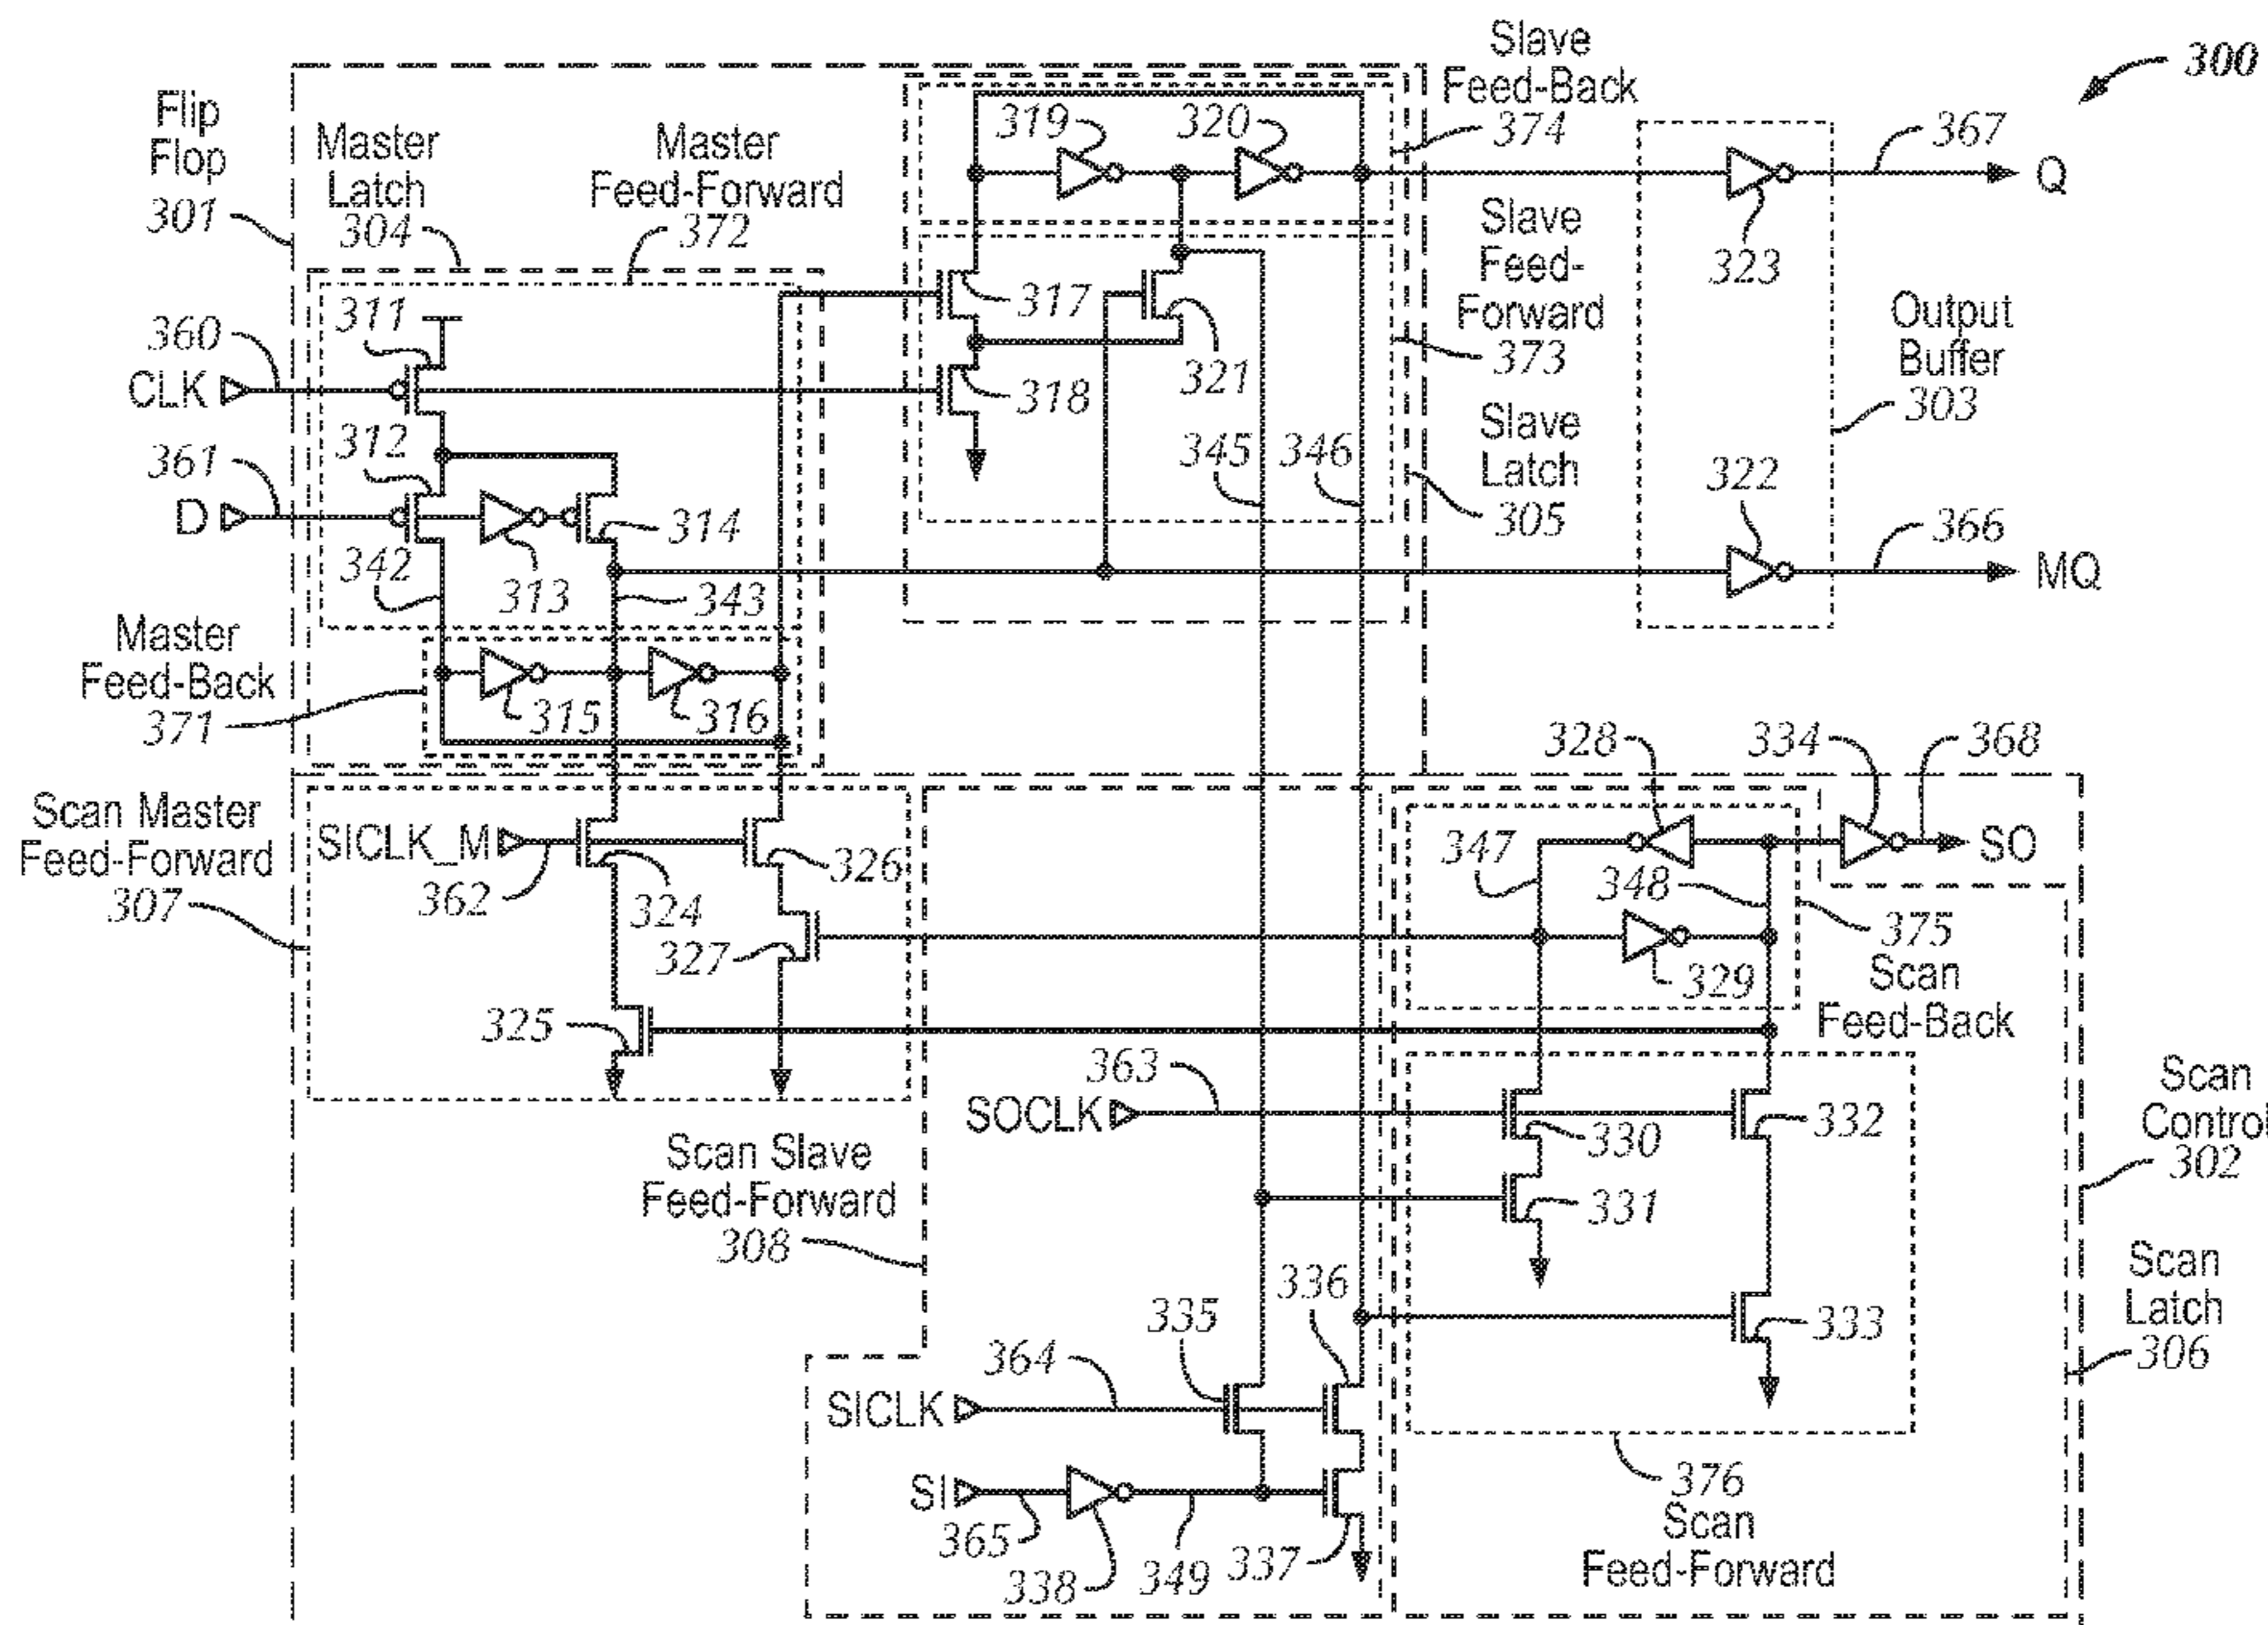 300
Flip
Flop
301
Master
Latch
304
Master
Feed-Forward
372
Slave
Feed-Back
374
319
320
367
Q
323
Slave
Feed-
Forward
373
Output
Buffer
303
311
360
CLK
317
321
318
312
361
D
345
346
Slave
Latch
305
322
366
MQ
314
342
313
343
Master
Feed-Back
371
315
316
328
334
368
SO
Scan Master
Feed-Forward
307
SICLK_M
362
324
326
327
325
347
348
329
375
Scan
Feed-Back
363
SOCLK
330
332
331
Scan
Control
302
Scan Slave
Feed-Forward
308
336
335
333
Scan
Latch
306
364
SICLK
SI
365
338
349
337
376
Scan
Feed-Forward